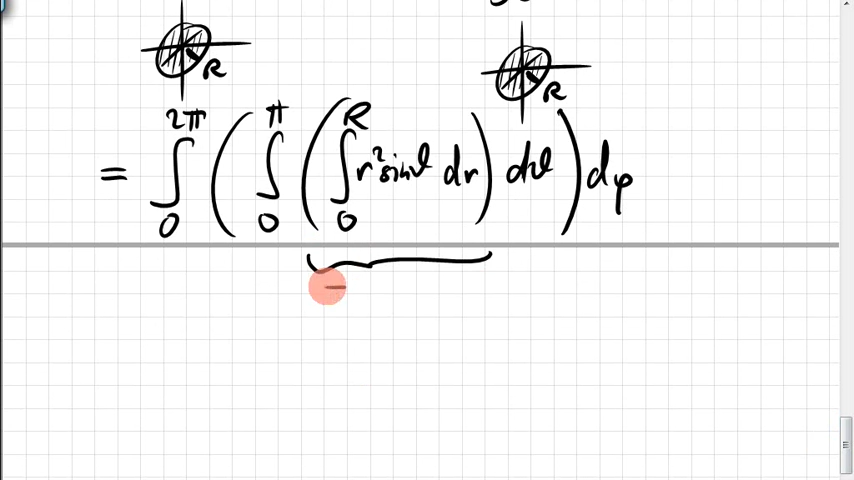 R
R
= ∫₀^{2π} ( ∫₀^{π} ( ∫₀^{R} r² sin ϑ dr ) dϑ ) dφ
=